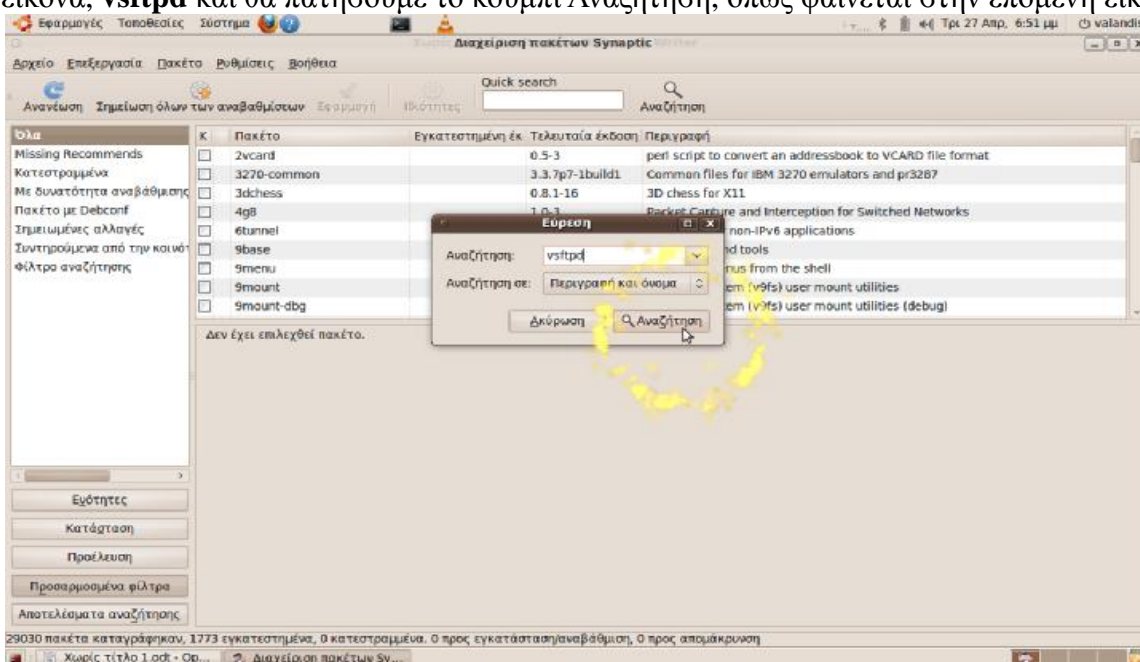 εικόνα, vsftpd και θα πατήσουμε το κουμπί Αναζήτηση, όπως φαίνεται στην επόμενη εικ
Εφαρμογές Τοποθεσίες Σύστημα Τρι 27 Απρ, 6:51 μμ valandis
Διαχείριση πακέτων Synaptic
Αρχείο Επεξεργασία Πακέτο Ρυθμίσεις Βοήθεια
Quick search
Ανανέωση Σημείωση όλων των αναβαθμίσεων Εφαρμογή Ιδιότητες Αναζήτηση
Όλα
Missing Recommends
Κατεστραμμένα
Με δυνατότητα αναβάθμισης
Πακέτο με Debconf
Σημειωμένες αλλαγές
Συντηρούμενα από την κοινότ
Φίλτρο αναζήτησης
Κ Πακέτο Εγκατεστημένη έκ Τελευταία έκδοση Περιγραφή
2vcard 0.5-3 perl script to convert an addressbook to VCARD file format
3270-common 3.3.7p7-1build1 Common files for IBM 3270 emulators and pr3287
3dchess 0.8.1-16 3D chess for X11
4g8 1.0-3 Packet Capture and Interception for Switched Networks
6tunnel non-IPv6 applications
9base nd tools
9menu nus from the shell
9mount em (v9fs) user mount utilities
9mount-dbg em (v9fs) user mount utilities (debug)
Εύρεση
Αναζήτηση: vsftpd
Αναζήτηση σε: Περιγραφή και όνομα
Ακύρωση Αναζήτηση
Δεν έχει επιλεχθεί πακέτο.
Ενότητες
Κατάσταση
Προέλευση
Προσαρμοσμένα φίλτρα
Αποτελέσματα αναζήτησης
29030 πακέτα καταγράφηκαν, 1773 εγκατεστημένα, 0 κατεστραμμένα. 0 προς εγκατάσταση/αναβάθμιση, 0 προς απομάκρυνση
Χωρίς τίτλο 1.odt - Op... Διαχείριση πακέτων Sy...